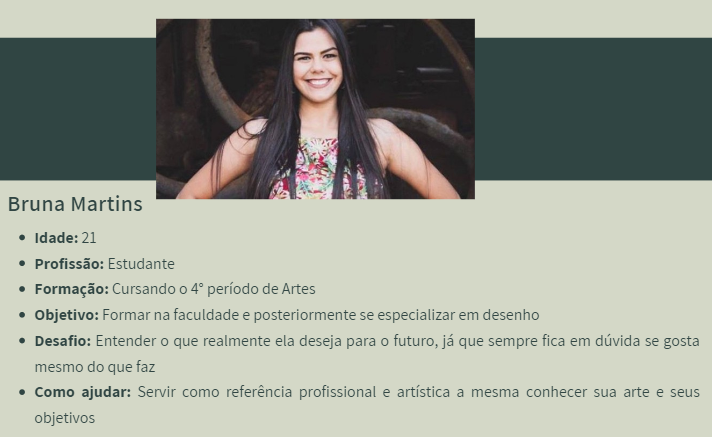 Bruna Martins
• Idade: 21
• Profissão: Estudante
• Formação: Cursando o 4° período de Artes
• Objetivo: Formar na faculdade e posteriormente se especializar em desenho
• Desafio: Entender o que realmente ela deseja para o futuro, já que sempre fica em dúvida se gosta
mesmo do que faz
• Como ajudar: Servir como referência profissional e artística a mesma conhecer sua arte e seus
objetivos